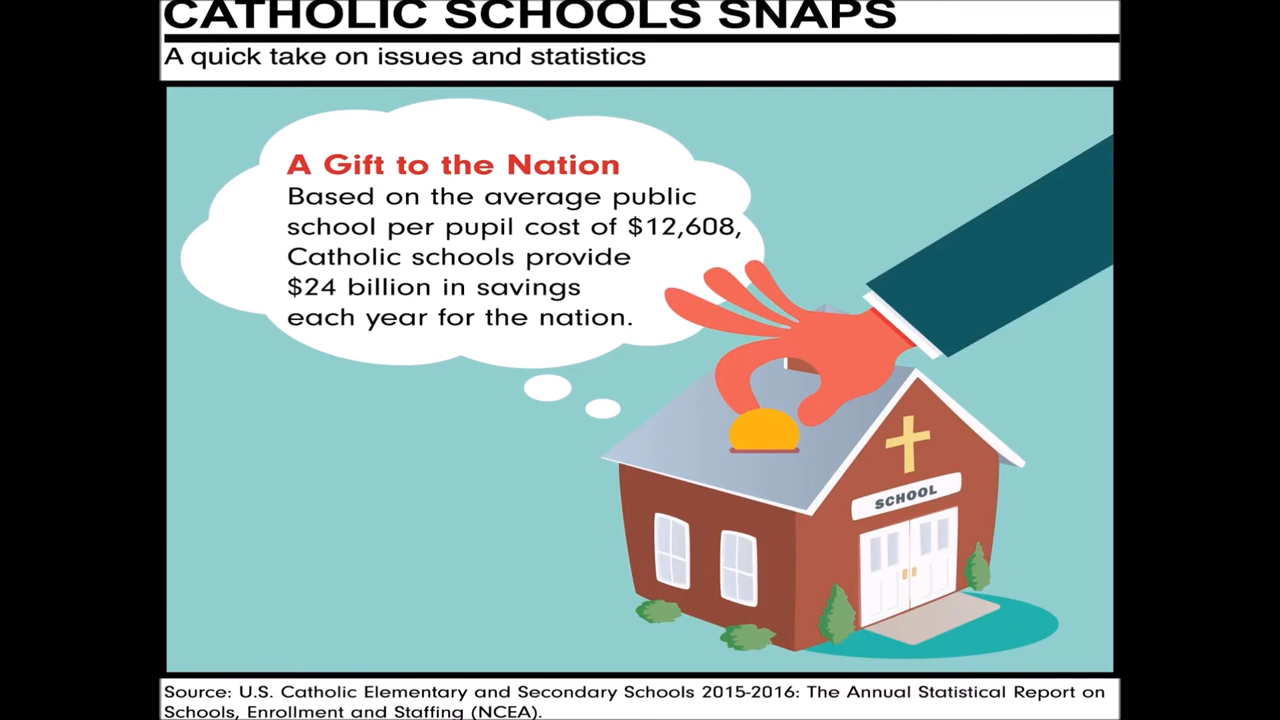 CATHOLIC SCHOOLS SNAPS
A quick take on issues and statistics
A Gift to the Nation
Based on the average public
school per pupil cost of $12,608,
Catholic schools provide
$24 billion in savings
each year for the nation.
SCHOOL
Source: U.S. Catholic Elementary and Secondary Schools 2015-2016: The Annual Statistical Report on
Schools, Enrollment and Staffing (NCEA).